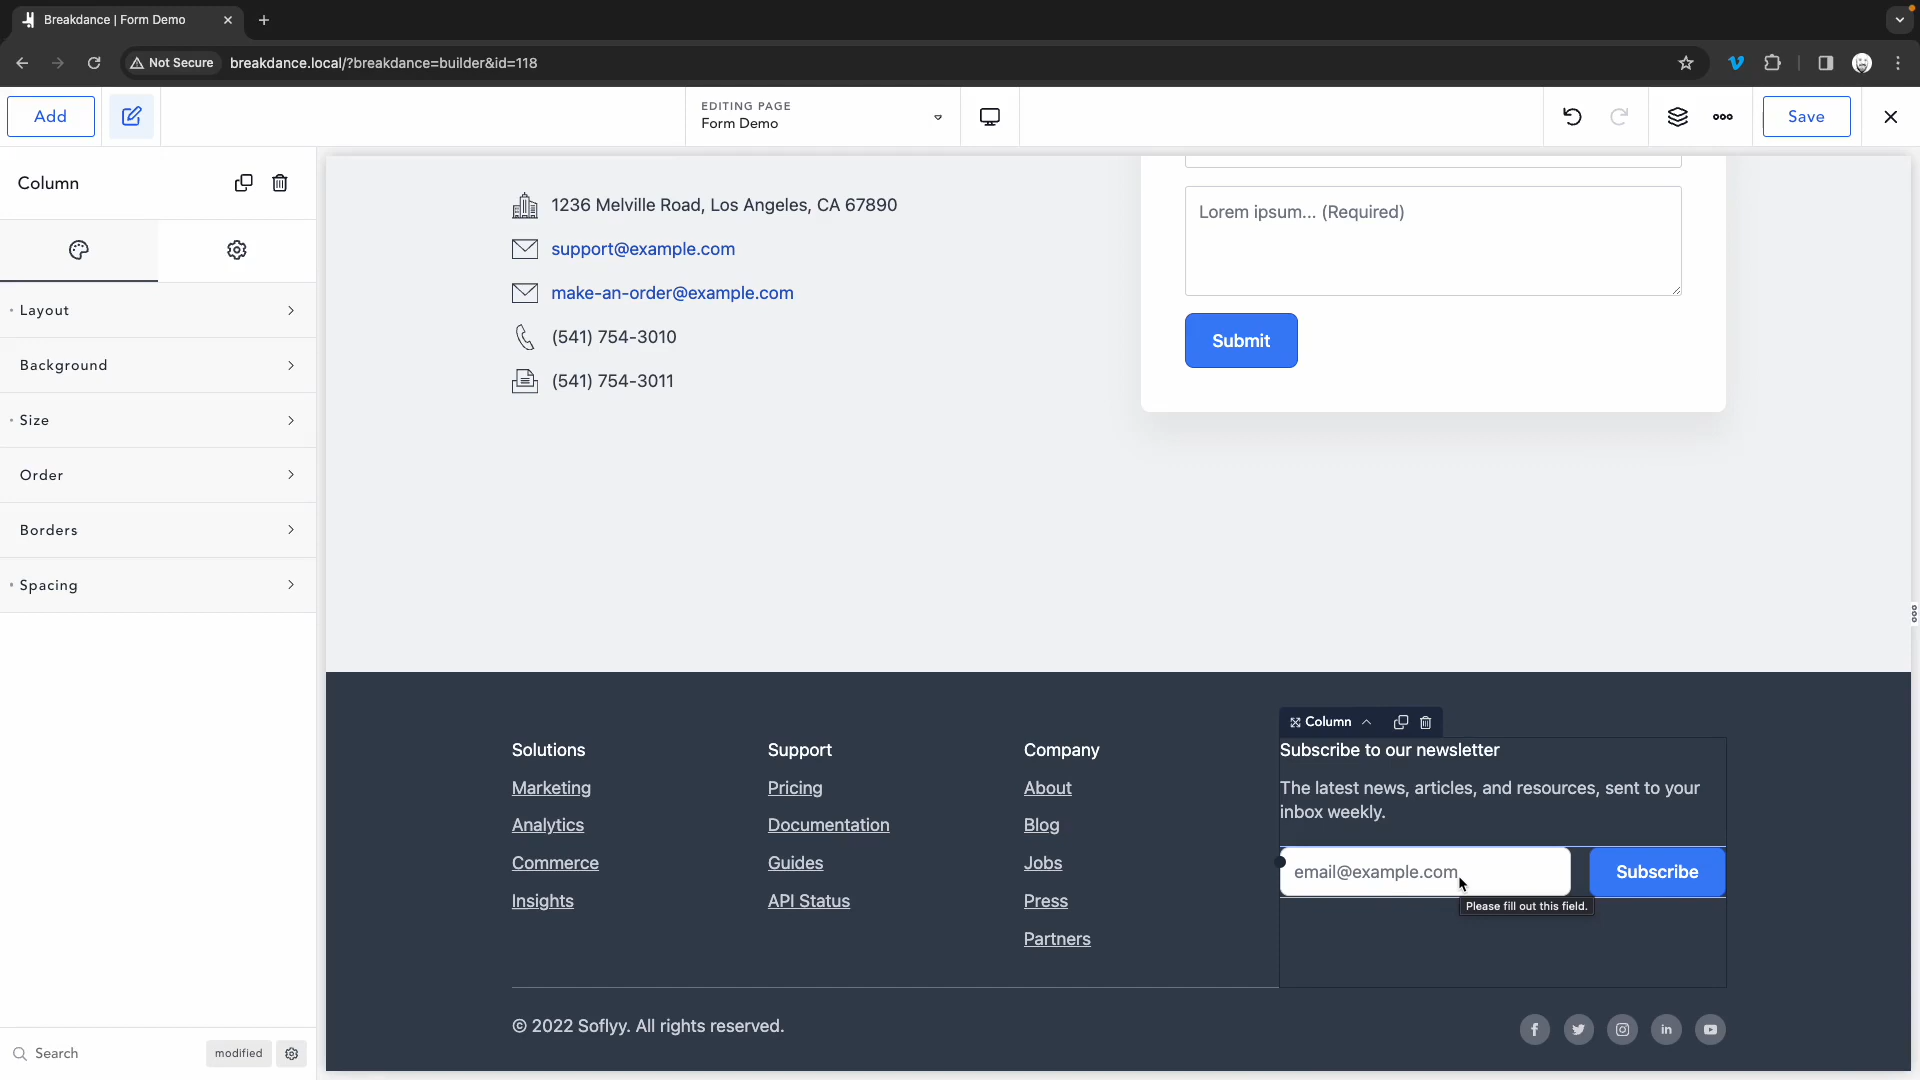 Breakdance | Form Demo
Not Secure
breakdance.local/?breakdance=builder&id=118
Add
EDITING PAGE
Form Demo
Save
Column
Layout
Background
Size
Order
Borders
Spacing
Search
modified
1236 Melville Road, Los Angeles, CA 67890
support@example.com
make-an-order@example.com
(541) 754-3010
(541) 754-3011
Lorem ipsum... (Required)
Submit
Solutions
Marketing
Analytics
Commerce
Insights
Support
Pricing
Documentation
Guides
API Status
Company
About
Blog
Jobs
Press
Partners
Column
Subscribe to our newsletter
The latest news, articles, and resources, sent to your
inbox weekly.
email@example.com
Subscribe
Please fill out this field.
© 2022 Soflyy. All rights reserved.